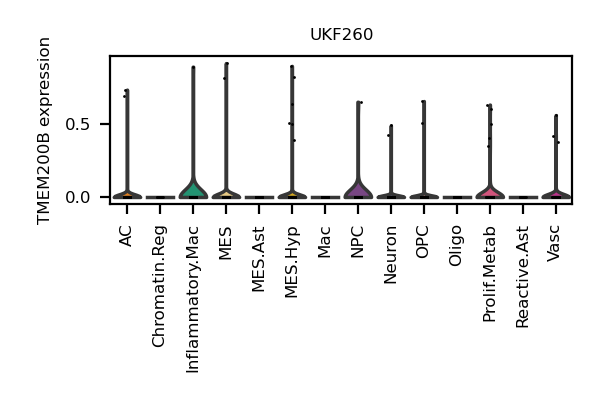 UKF260
TMEM200B expression
0.5
0.0
AC
Chromatin.Reg
Inflammatory.Mac
MES
MES.Ast
MES.Hyp
Mac
NPC
Neuron
OPC
Oligo
Prolif.Metab
Reactive.Ast
Vasc